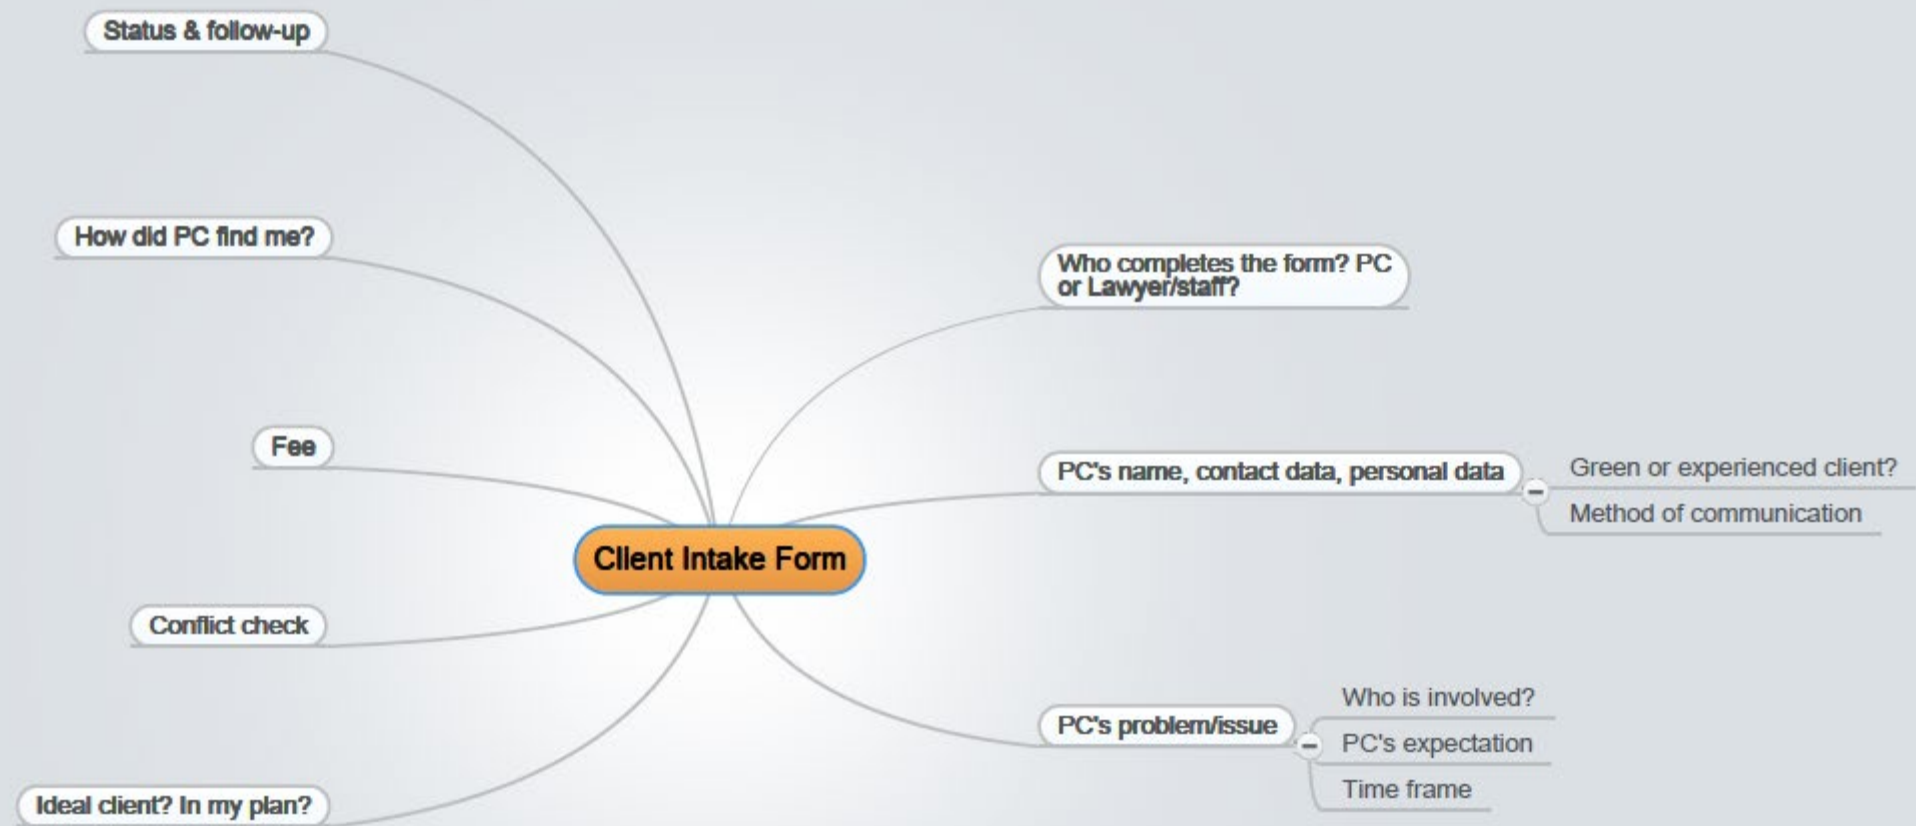 Status & follow-up
How did PC find me?
Fee
Conflict check
Ideal client? In my plan?
Client Intake Form
Who completes the form? PC
or Lawyer/staff?
PC's name, contact data, personal data
Green or experienced client?
Method of communication
PC's problem/issue
Who is involved?
PC's expectation
Time frame